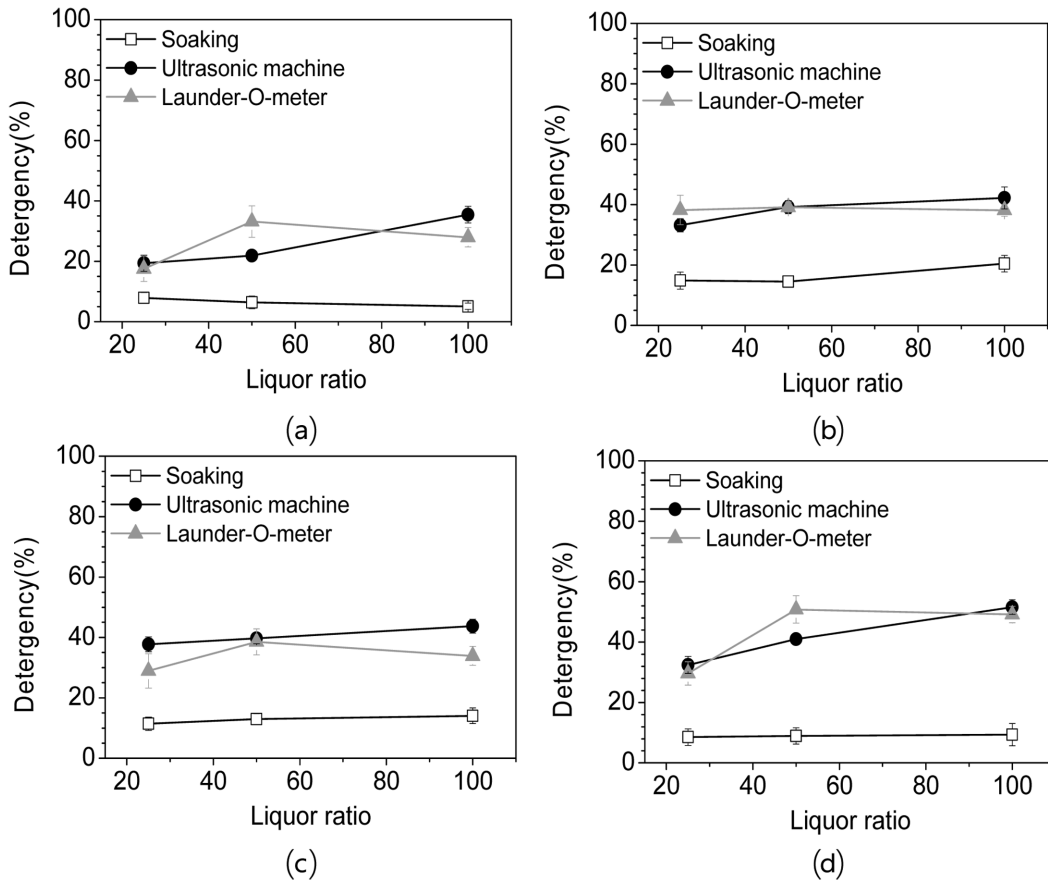 100
80
60
40
20
0
Detergency(%)
Soaking
Ultrasonic machine
Launder-O-meter
20 40 60 80 100
Liquor ratio
(a)
100
80
60
40
20
0
Detergency(%)
Soaking
Ultrasonic machine
Launder-O-meter
20 40 60 80 100
Liquor ratio
(b)
100
80
60
40
20
0
Detergency(%)
Soaking
Ultrasonic machine
Launder-O-meter
20 40 60 80 100
Liquor ratio
(c)
100
80
60
40
20
0
Detergency(%)
Soaking
Ultrasonic machine
Launder-O-meter
20 40 60 80 100
Liquor ratio
(d)